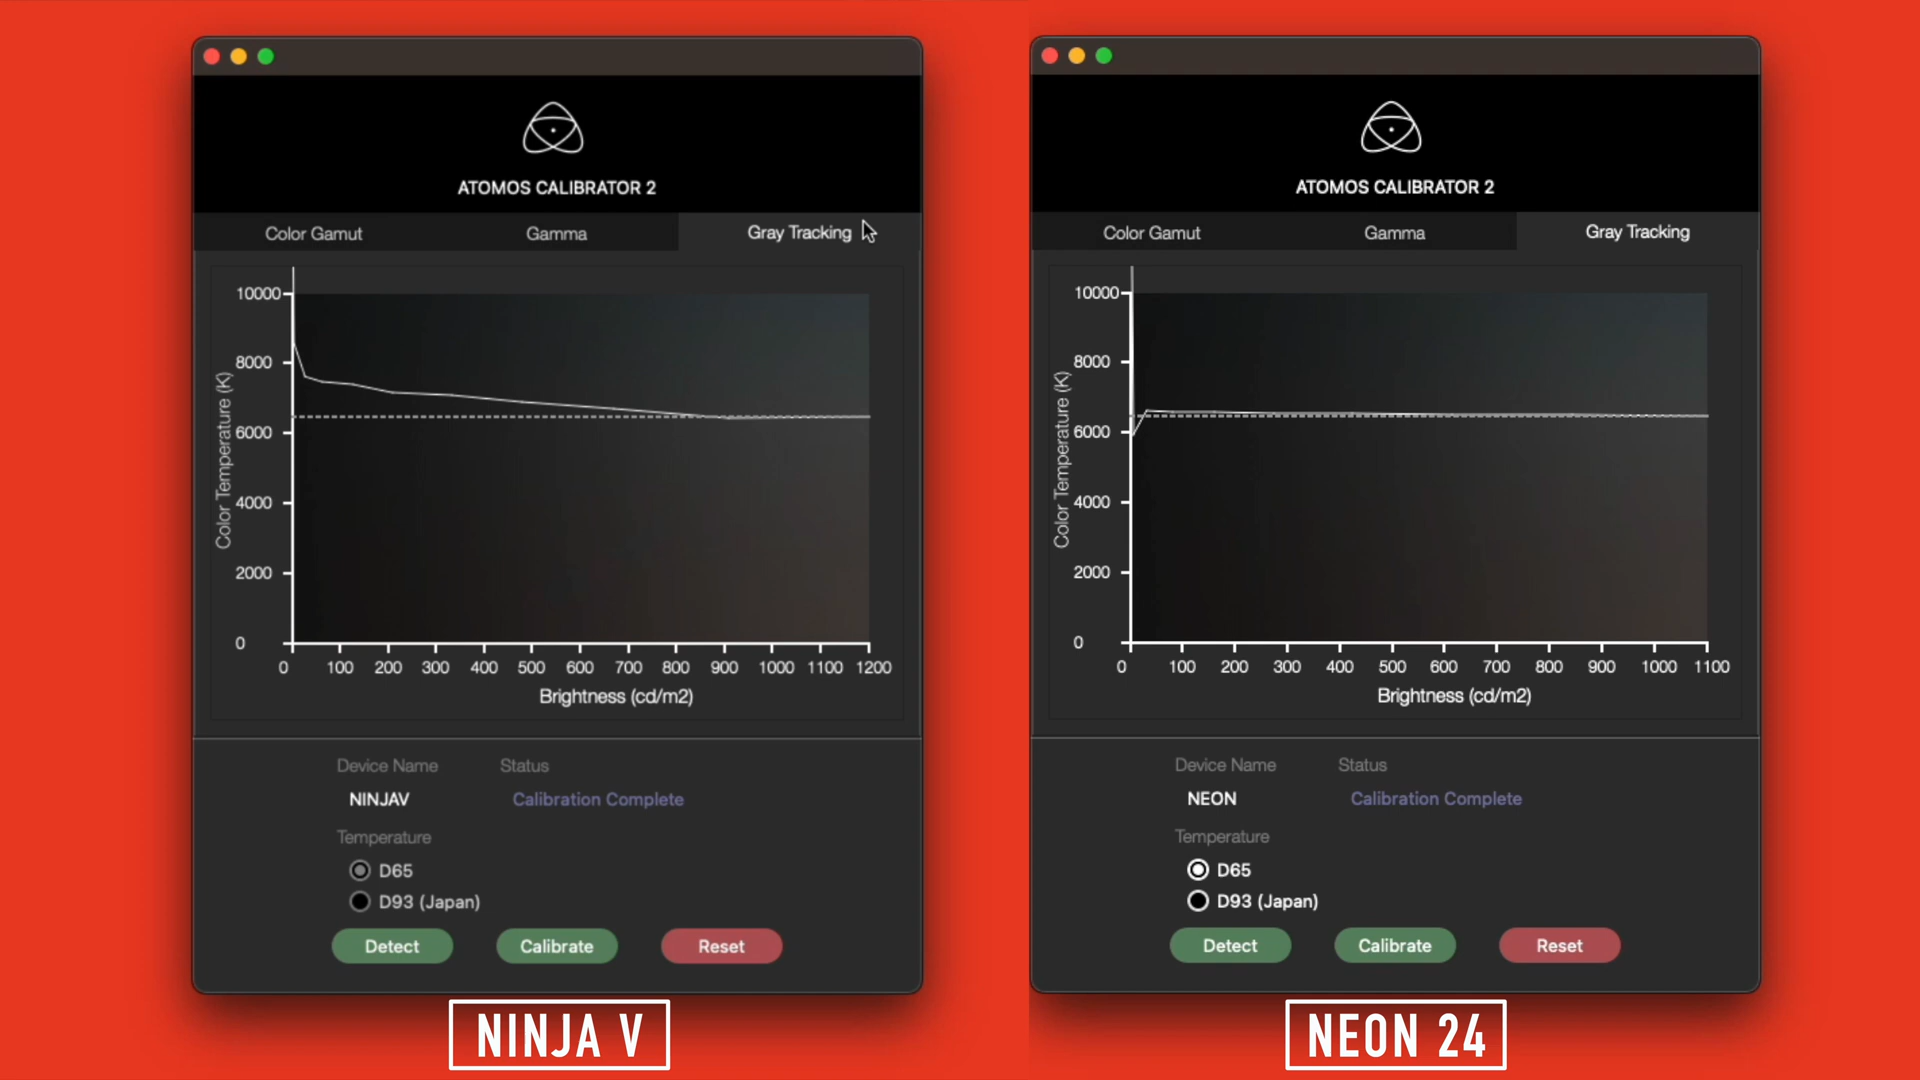 ATOMOS CALIBRATOR 2
Color Gamut Gamma Gray Tracking
Color Temperature (K)
10000
8000
6000
4000
2000
0
0 100 200 300 400 500 600 700 800 900 1000 1100 1200
Brightness (cd/m2)
Device Name Status
NINJAV Calibration Complete
Temperature
D65
D93 (Japan)
Detect Calibrate Reset
NINJA V
ATOMOS CALIBRATOR 2
Color Gamut Gamma Gray Tracking
Color Temperature (K)
10000
8000
6000
4000
2000
0
0 100 200 300 400 500 600 700 800 900 1000 1100
Brightness (cd/m2)
Device Name Status
NEON Calibration Complete
Temperature
D65
D93 (Japan)
Detect Calibrate Reset
NEON 24